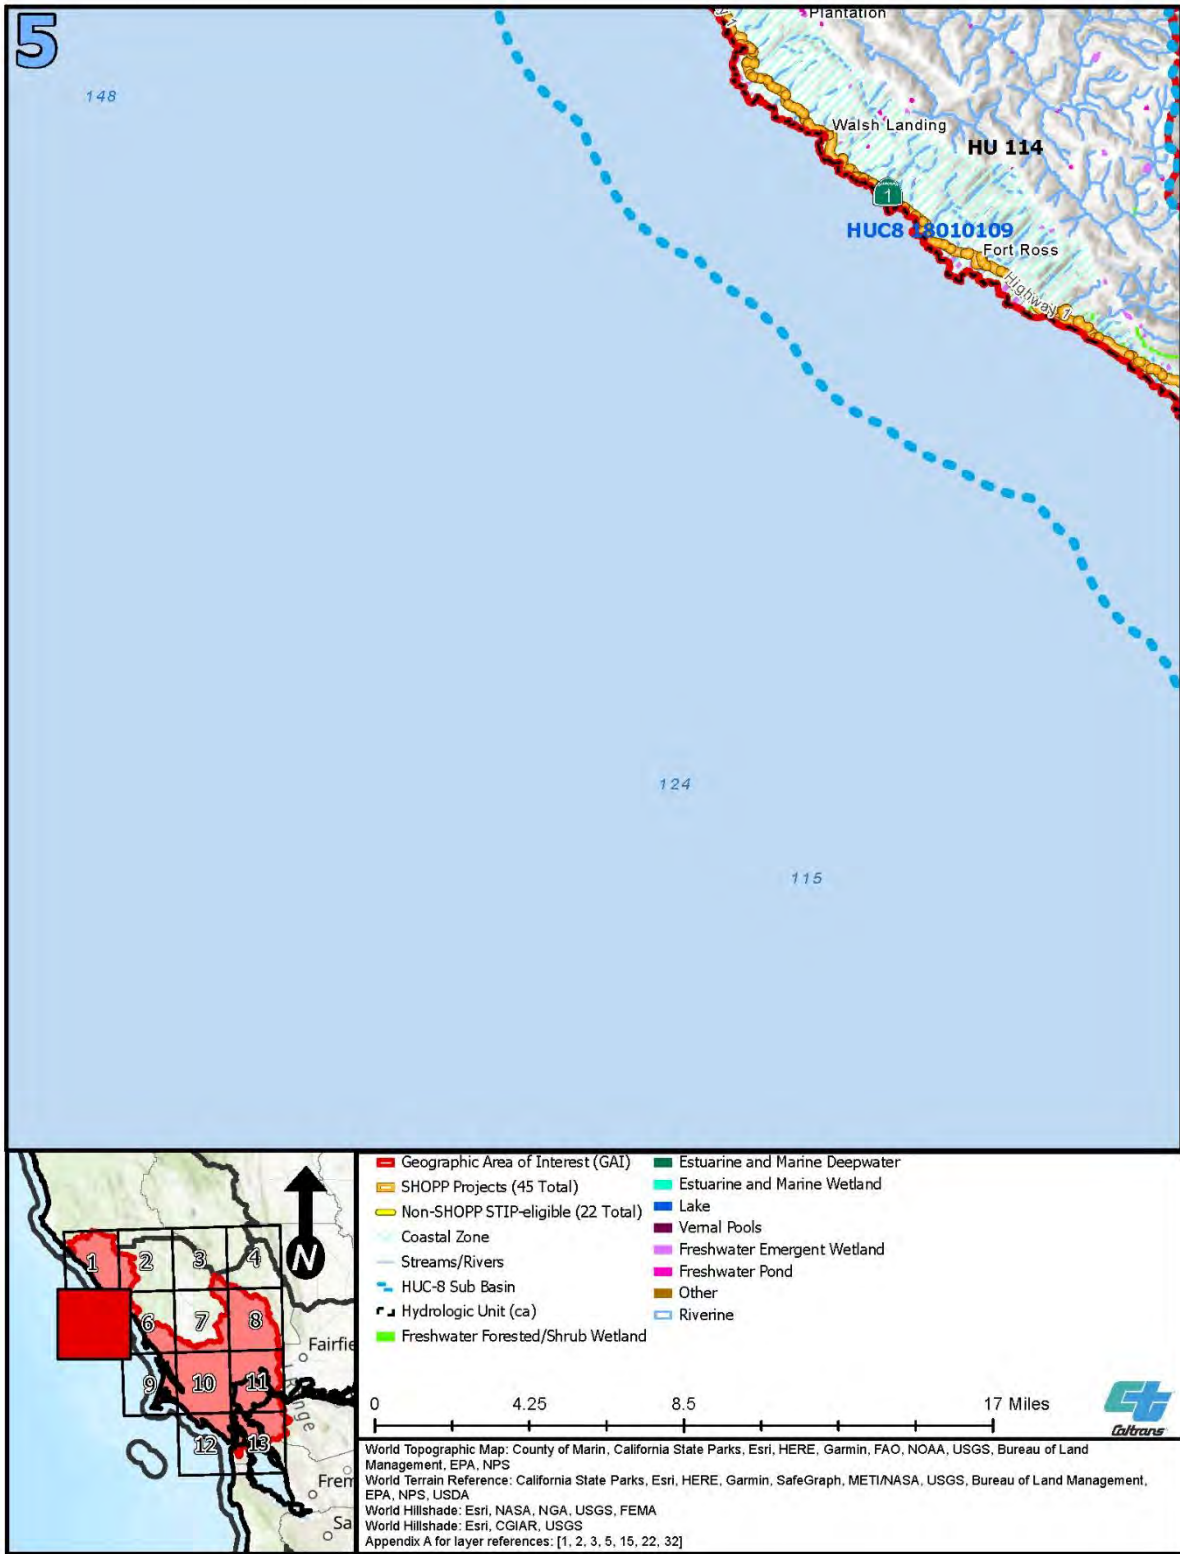 5
148
Plantation
Walsh Landing
HU 114
1
HUC8 18010109
Fort Ross
Highway 1
124
115
1
2
3
4
6
7
8
9
10
11
12
13
N
Fairfie
Range
Frem
Sa
Geographic Area of Interest (GAI)
SHOPP Projects (45 Total)
Non-SHOPP STIP-eligible (22 Total)
Coastal Zone
Streams/Rivers
HUC-8 Sub Basin
Hydrologic Unit (ca)
Freshwater Forested/Shrub Wetland
Estuarine and Marine Deepwater
Estuarine and Marine Wetland
Lake
Vernal Pools
Freshwater Emergent Wetland
Freshwater Pond
Other
Riverine
0 4.25 8.5 17 Miles
ct
Caltrans
World Topographic Map: County of Marin, California State Parks, Esri, HERE, Garmin, FAO, NOAA, USGS, Bureau of Land
Management, EPA, NPS
World Terrain Reference: California State Parks, Esri, HERE, Garmin, SafeGraph, METI/NASA, USGS, Bureau of Land Management,
EPA, NPS, USDA
World Hillshade: Esri, NASA, NGA, USGS, FEMA
World Hillshade: Esri, CGIAR, USGS
Appendix A for layer references: [1, 2, 3, 5, 15, 22, 32]